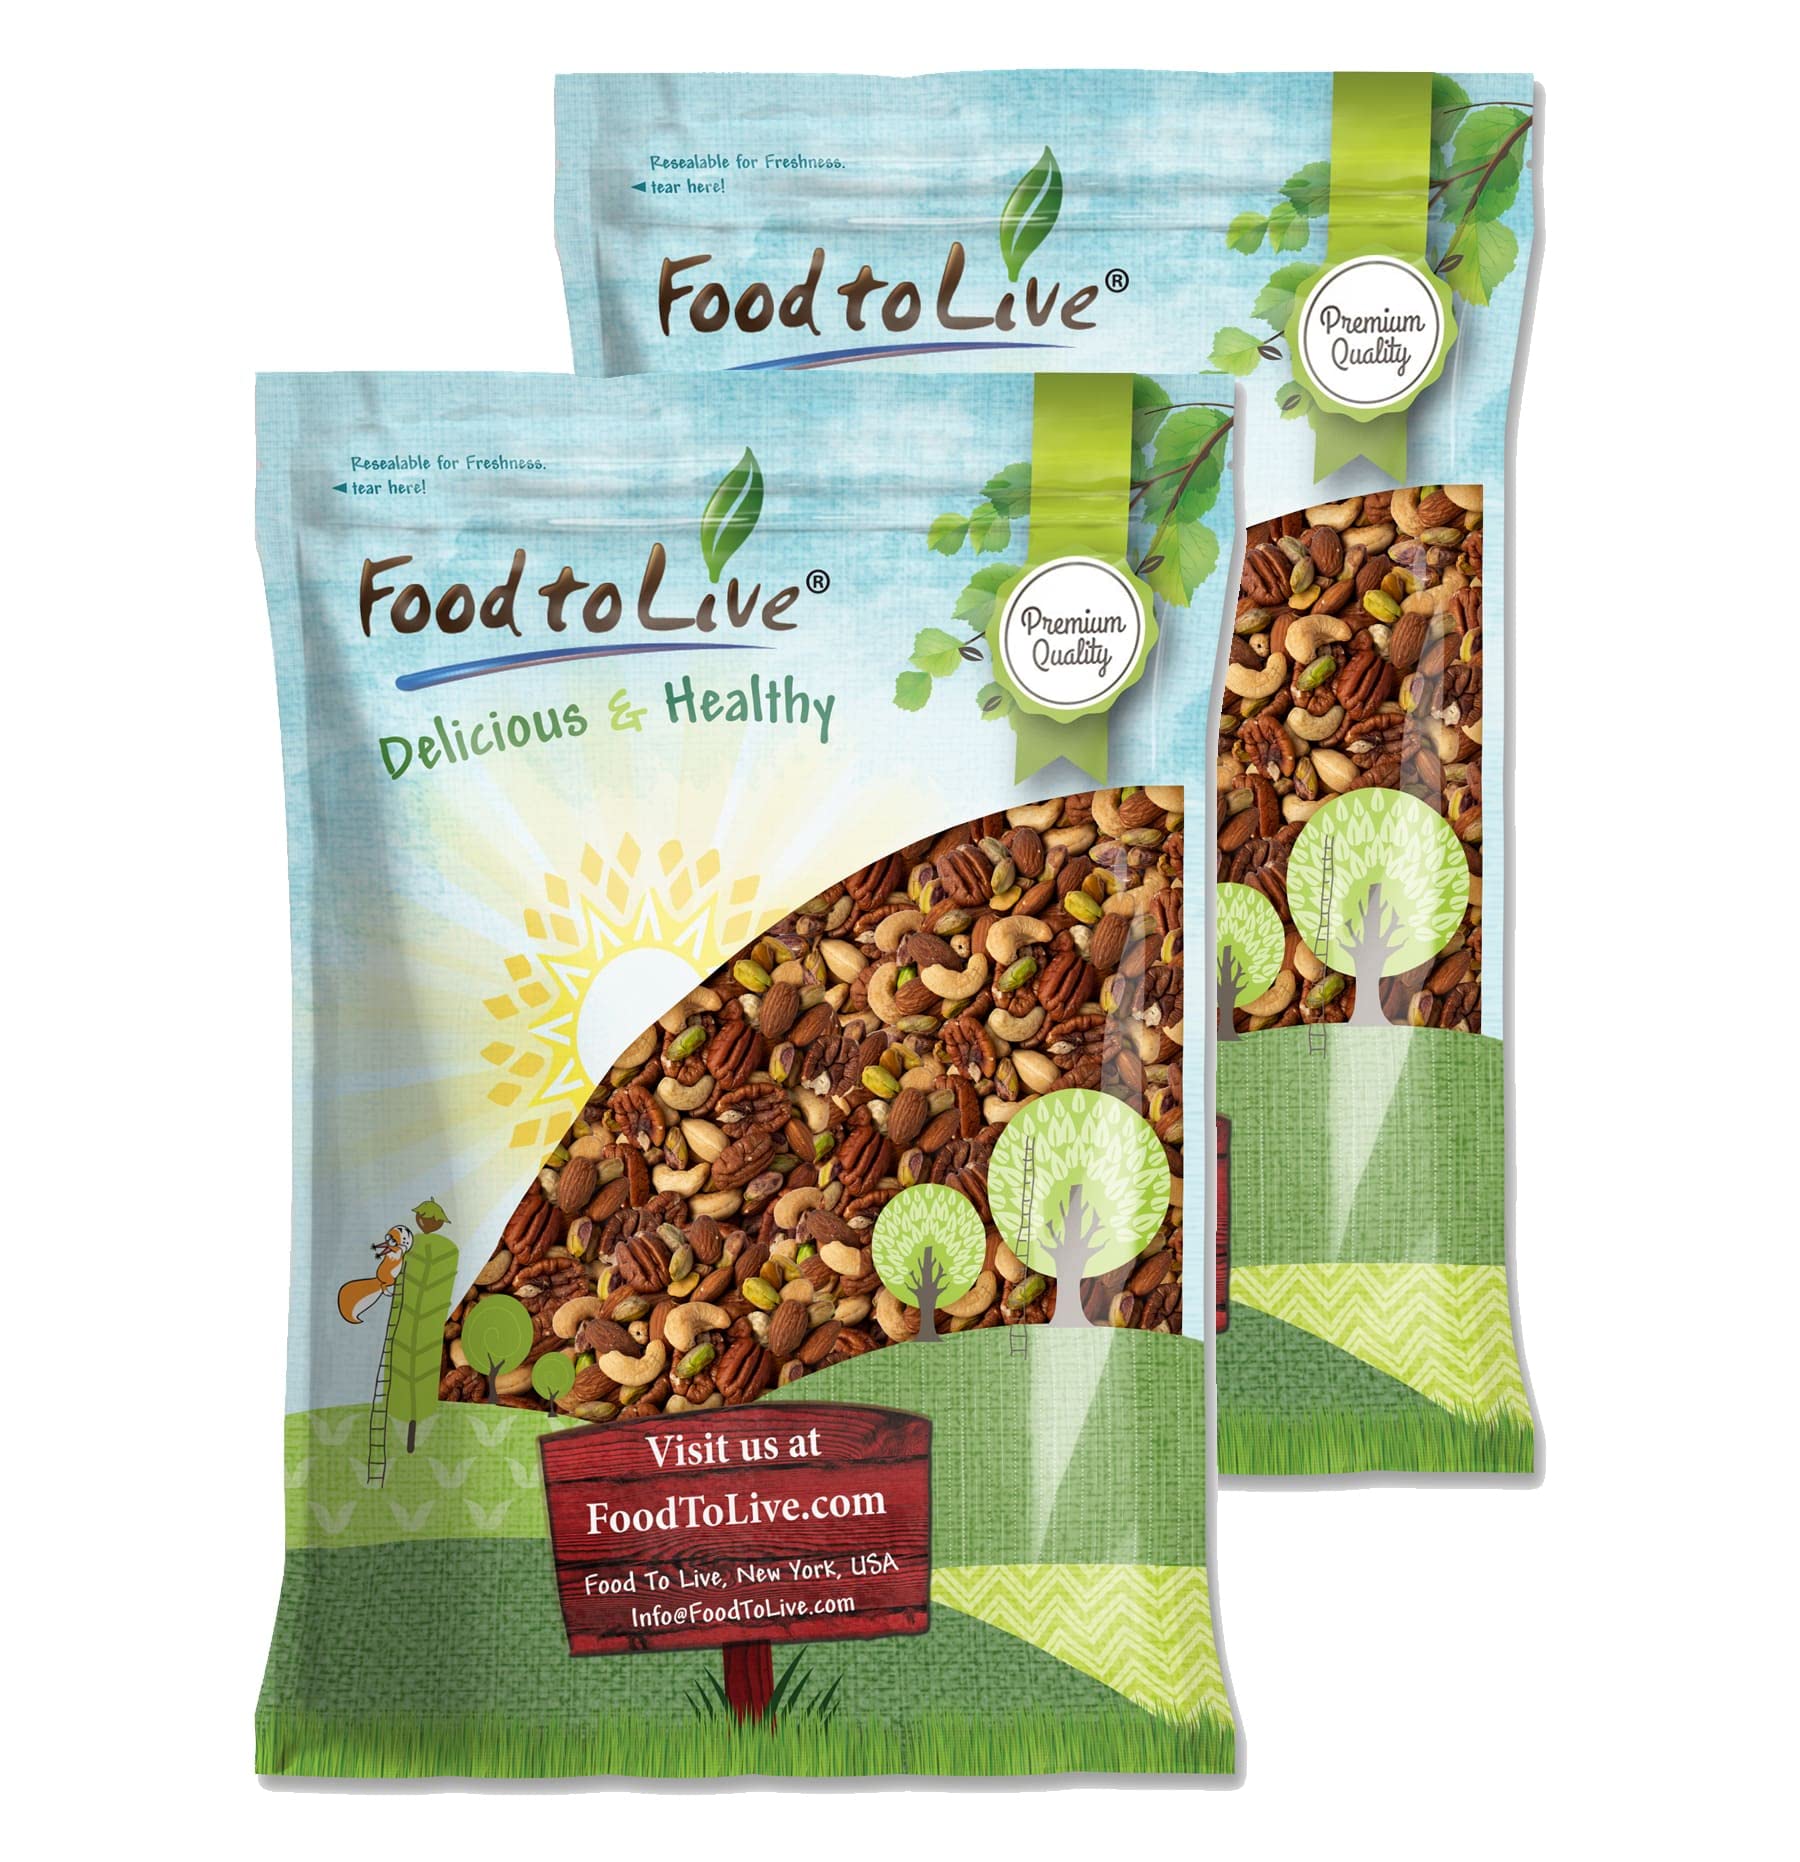 Resealable for Freshness.
tear here!
Food to Live®
Premium
Quality
Resealable for Freshness.
tear here!
Food to Live®
Premium
Quality
Delicious & Healthy
Visit us at
FoodToLive.com
Food To Live, New York, USA
Info@FoodToLive.com